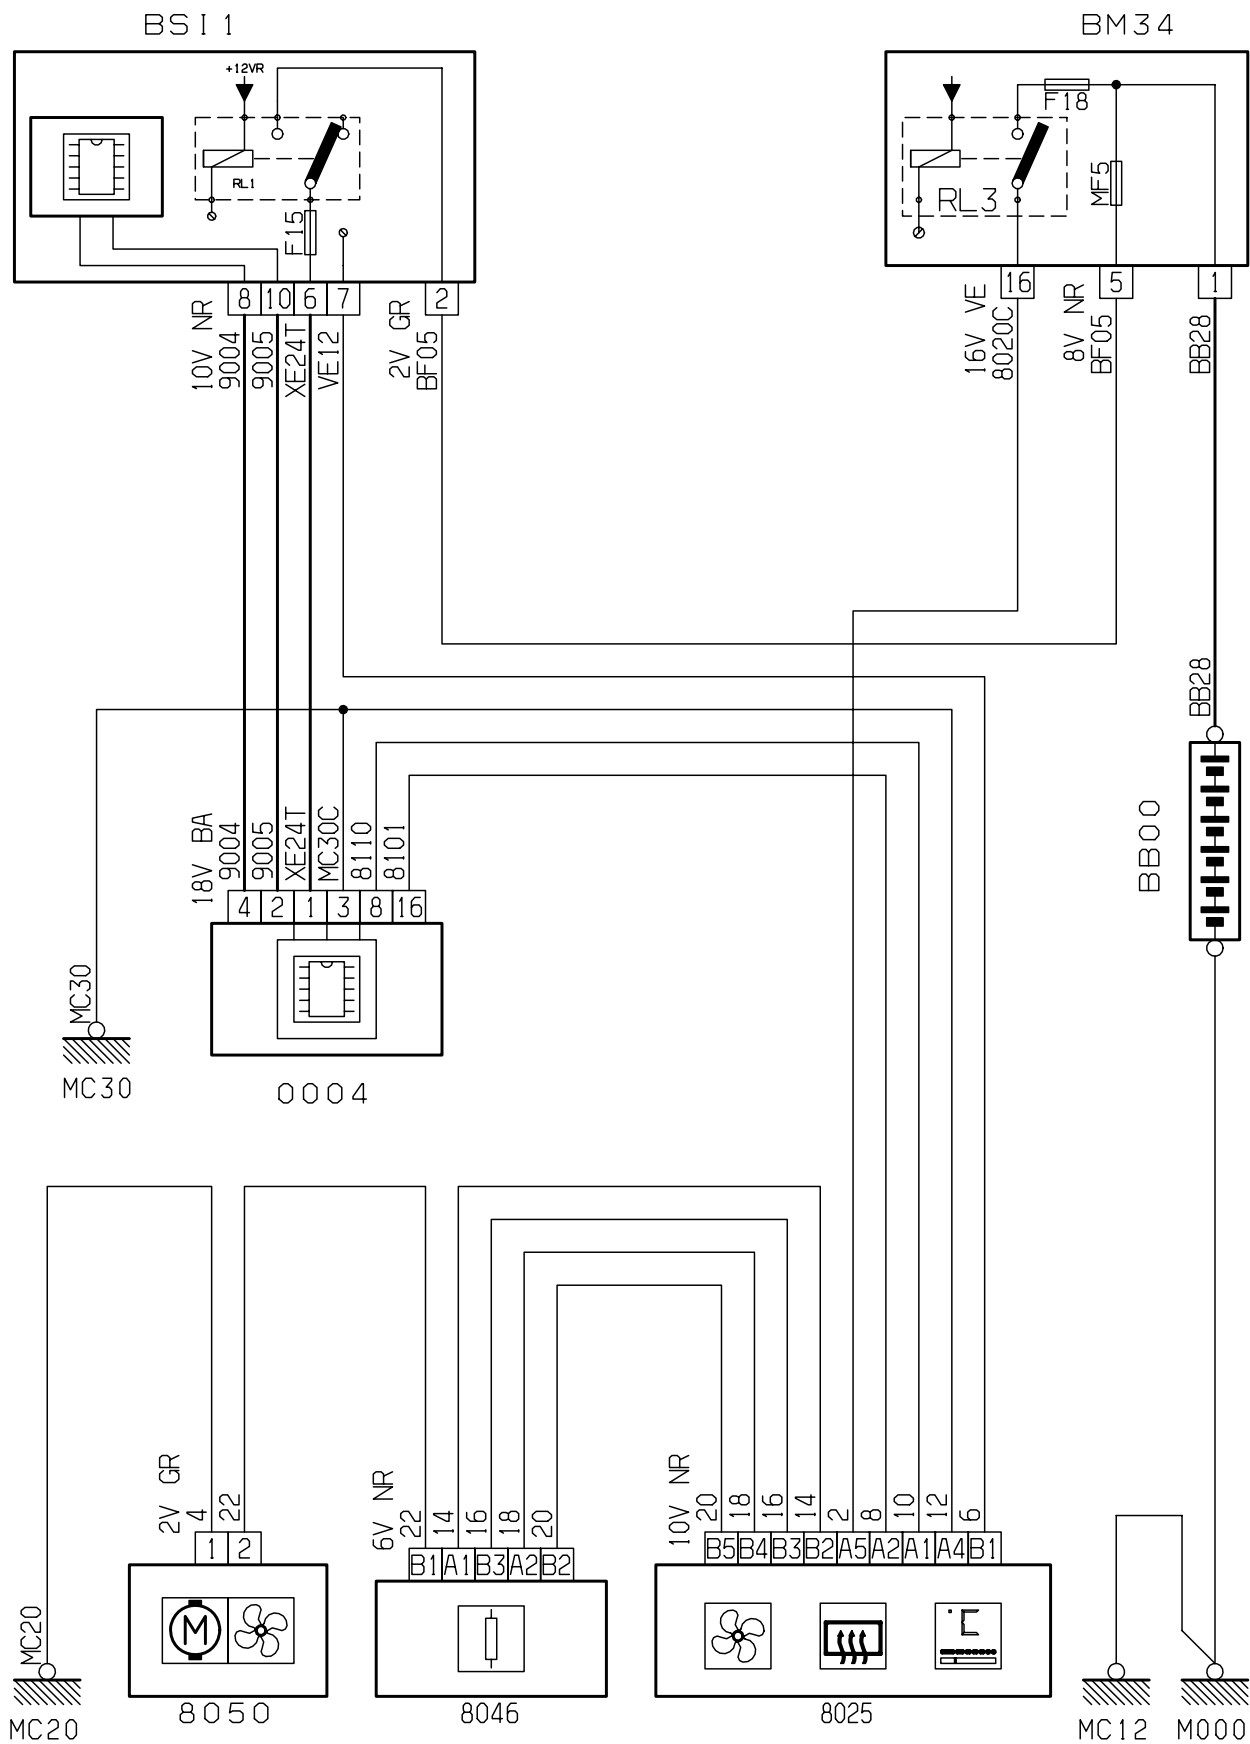 BSI1
BM34
+12VR
F18
RL1
F15
RL3
MF5
8 10 6 7 2
16 5 1
10V NR
9004
9005
XE24T
VE12
2V GR
BF05
16V VE
8020C
8V NR
BF05
BB28
BB28
BB00
18V BA
9004
9005
XE24T
MC30C
8110
8101
4 2 1 3 8 16
MC30
MC30
0004
2V GR
4
22
6V NR
22
14
16
18
20
10V NR
20
18
16
14
2
8
10
12
6
1 2
B1 A1 B3 A2 B2
B5 B4 B3 B2 A5 A2 A1 A4 B1
MC20
M
°C
MC20
8050
8046
8025
MC12
M000